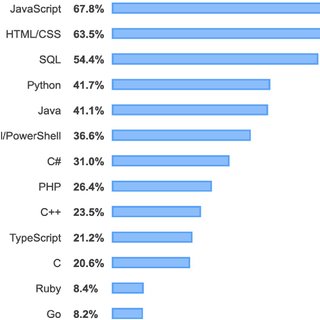 JavaScript 67.8%
HTML/CSS 63.5%
SQL 54.4%
Python 41.7%
Java 41.1%
l/PowerShell 36.6%
C# 31.0%
PHP 26.4%
C++ 23.5%
TypeScript 21.2%
C 20.6%
Ruby 8.4%
Go 8.2%